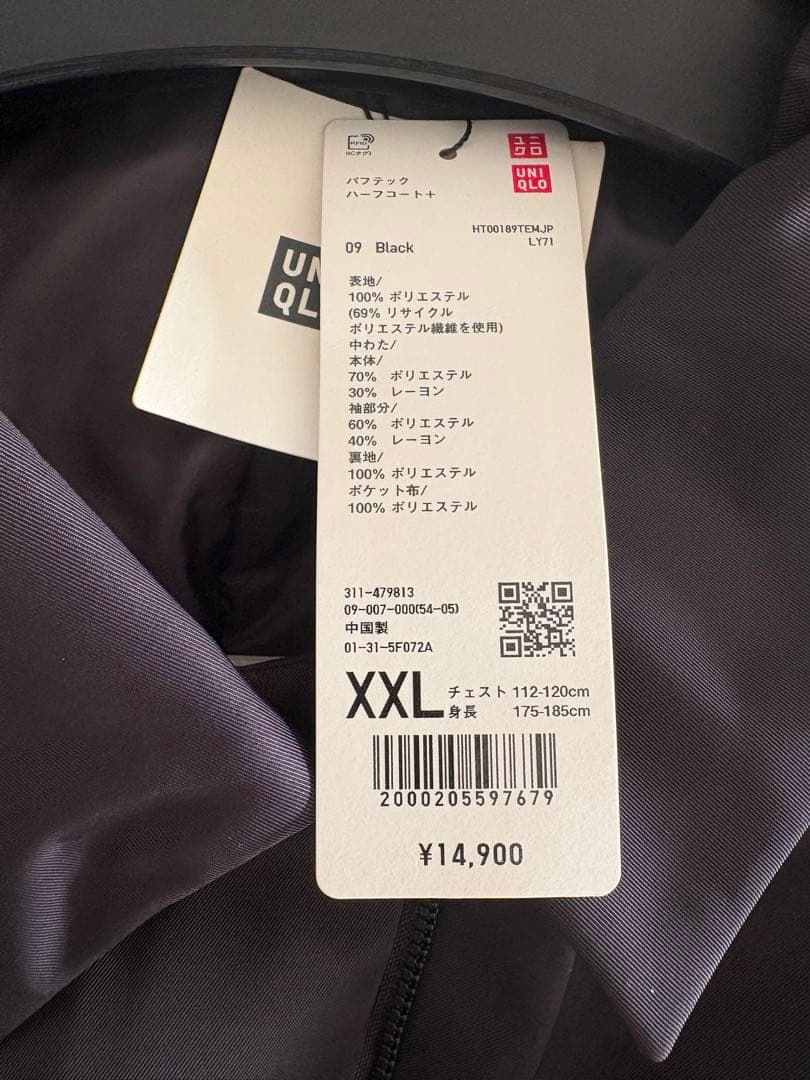 RFID
(ICタグ)
ユニ
クロ
UNI
QLO
パフテック
ハーフコート+
HT00189TEMJP
LY71
09 Black
UN
QL
表地/
100% ポリエステル
(69% リサイクル
ポリエステル繊維を使用)
中わた/
本体/
70% ポリエステル
30% レーヨン
袖部分/
60% ポリエステル
40% レーヨン
裏地/
100% ポリエステル
ポケット布/
100% ポリエステル
311-479813
09-007-000(54-05)
中国製
01-31-5F072A
XXL チェスト 112-120cm
身長 175-185cm
2000205597679
¥14,900